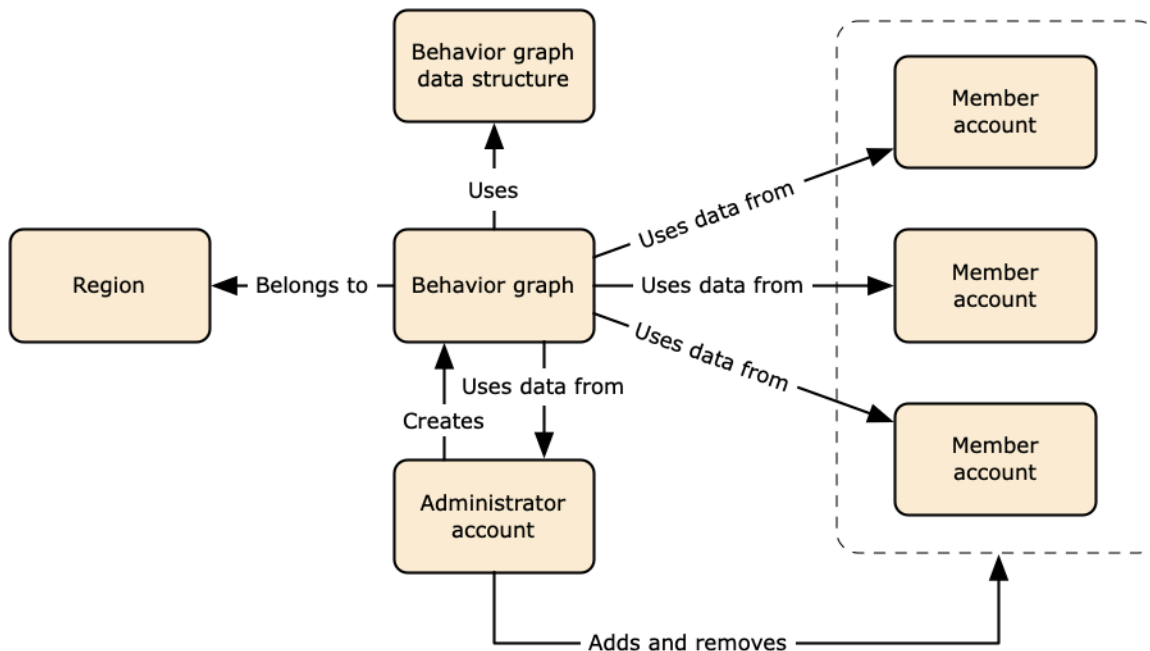 Behavior graph
data structure
Member
account
Uses
Uses data from
Region
Belongs to
Behavior graph
Uses data from
Member
account
Uses data from
Uses data from
Creates
Member
account
Administrator
account
Adds and removes